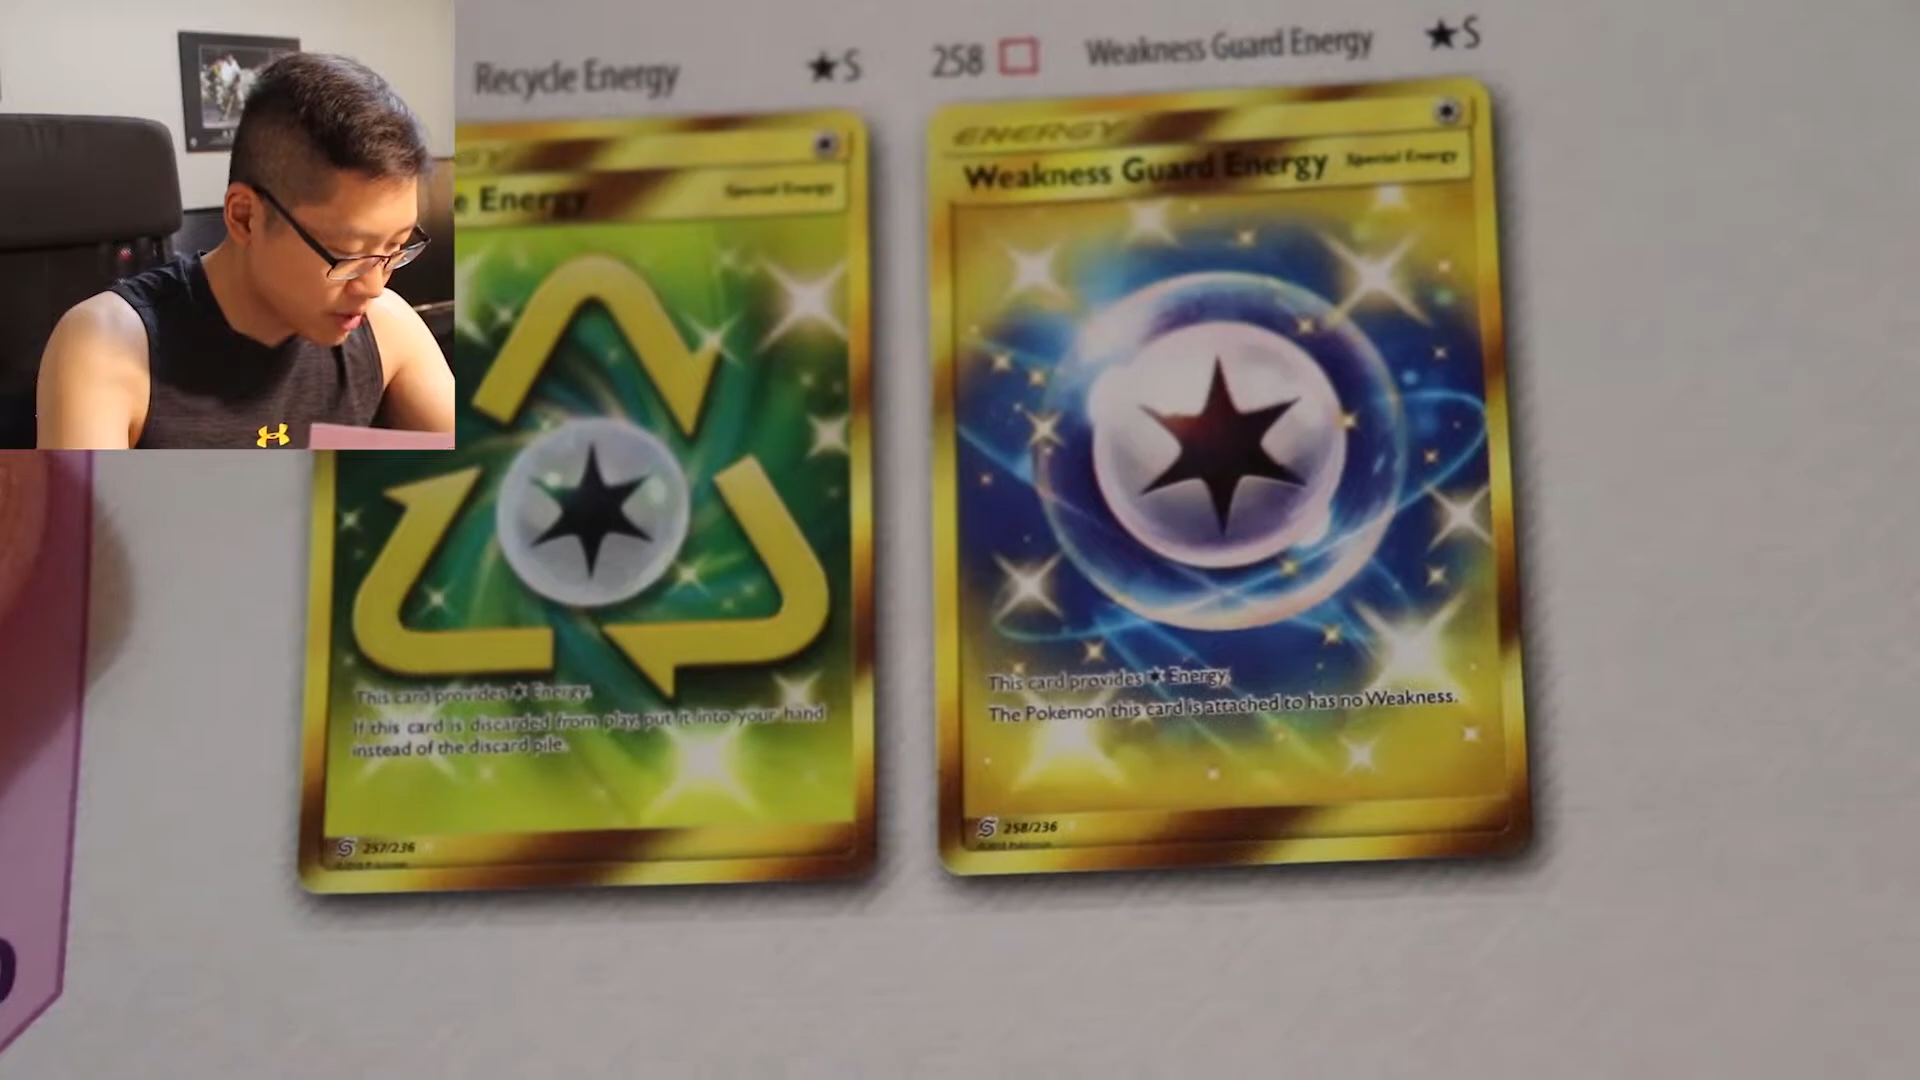 Recycle Energy ★S
258 Weakness Guard Energy ★S
GY
e Energy Special Energy
This card provides Energy.
If this card is discarded from play, put it into your hand
instead of the discard pile.
257/236
ENERGY
Weakness Guard Energy Special Energy
This card provides Energy.
The Pokémon this card is attached to has no Weakness.
258/236